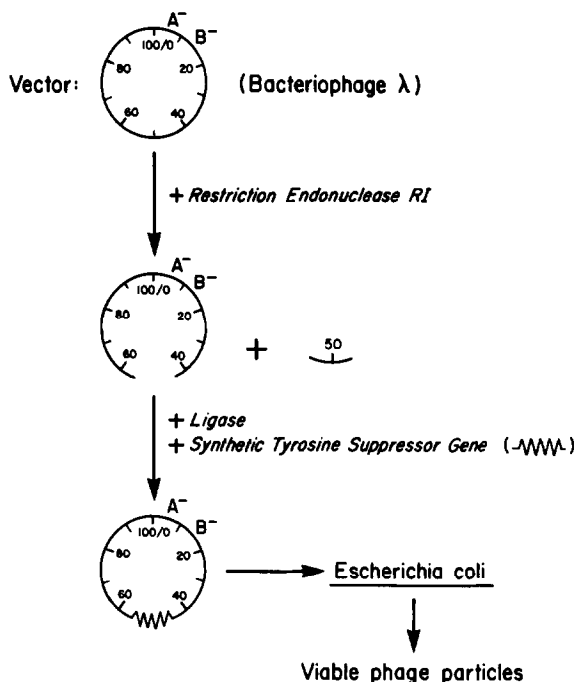 A⁻
B⁻
100/0
80
20
Vector:
(Bacteriophage λ)
60
40
+ Restriction Endonuclease RI
A⁻
B⁻
100/0
80
20
+
50
60
40
+ Ligase
+ Synthetic Tyrosine Suppressor Gene ( )
A⁻
B⁻
100/0
80
20
Escherichia coli
60
40
Viable phage particles